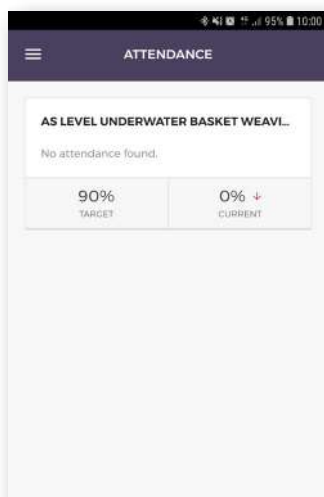 95% 10:00
ATTENDANCE
AS LEVEL UNDERWATER BASKET WEAVI...
No attendance found.
90% 0%
TARGET CURRENT